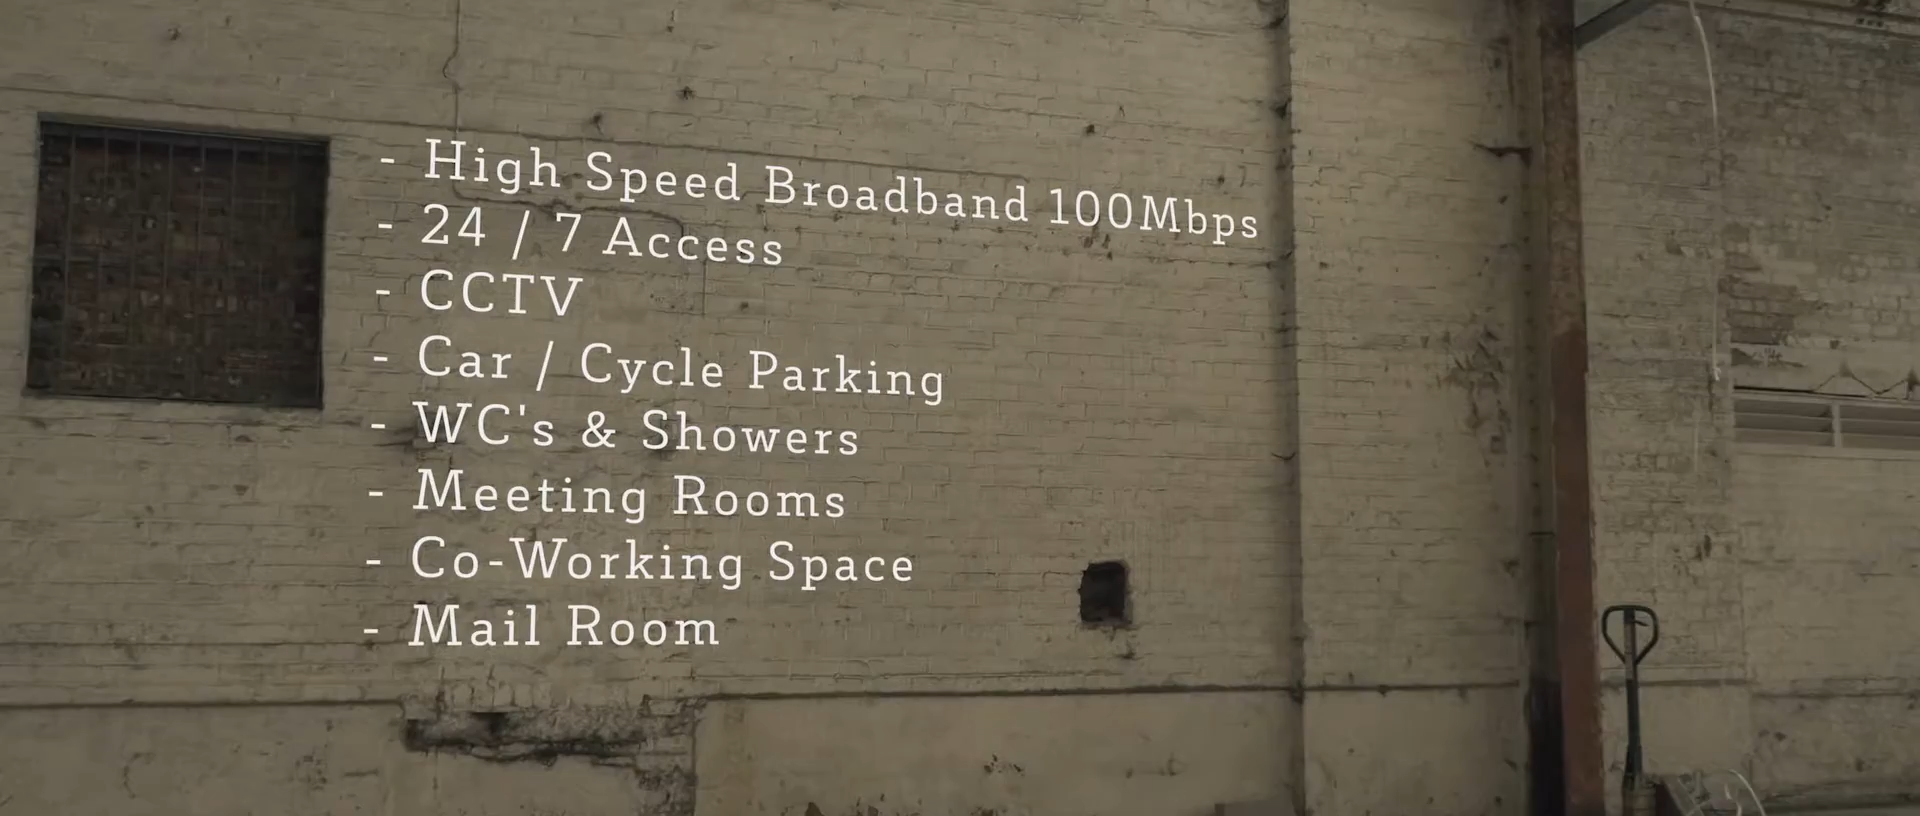 - High Speed Broadband 100Mbps
- 24 / 7 Access
- CCTV
- Car / Cycle Parking
- WC's & Showers
- Meeting Rooms
- Co-Working Space
- Mail Room